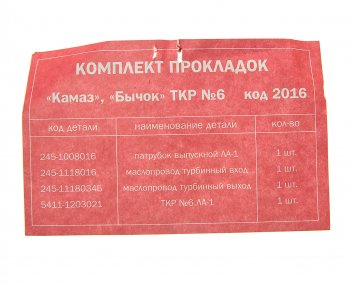 КОМПЛЕКТ ПРОКЛАДОК
«Камаз», «Бычок» ТКР №6 код 2016
код детали наименование детали кол-во
245-1008016 патрубок выпускной ЛА-1 1 шт.
245-1118016 маслопровод турбинный вход 1 шт.
245-1118034Б маслопровод турбинный выход 1 шт.
5411-1203021 ТКР №6 ЛА-1 1 шт.